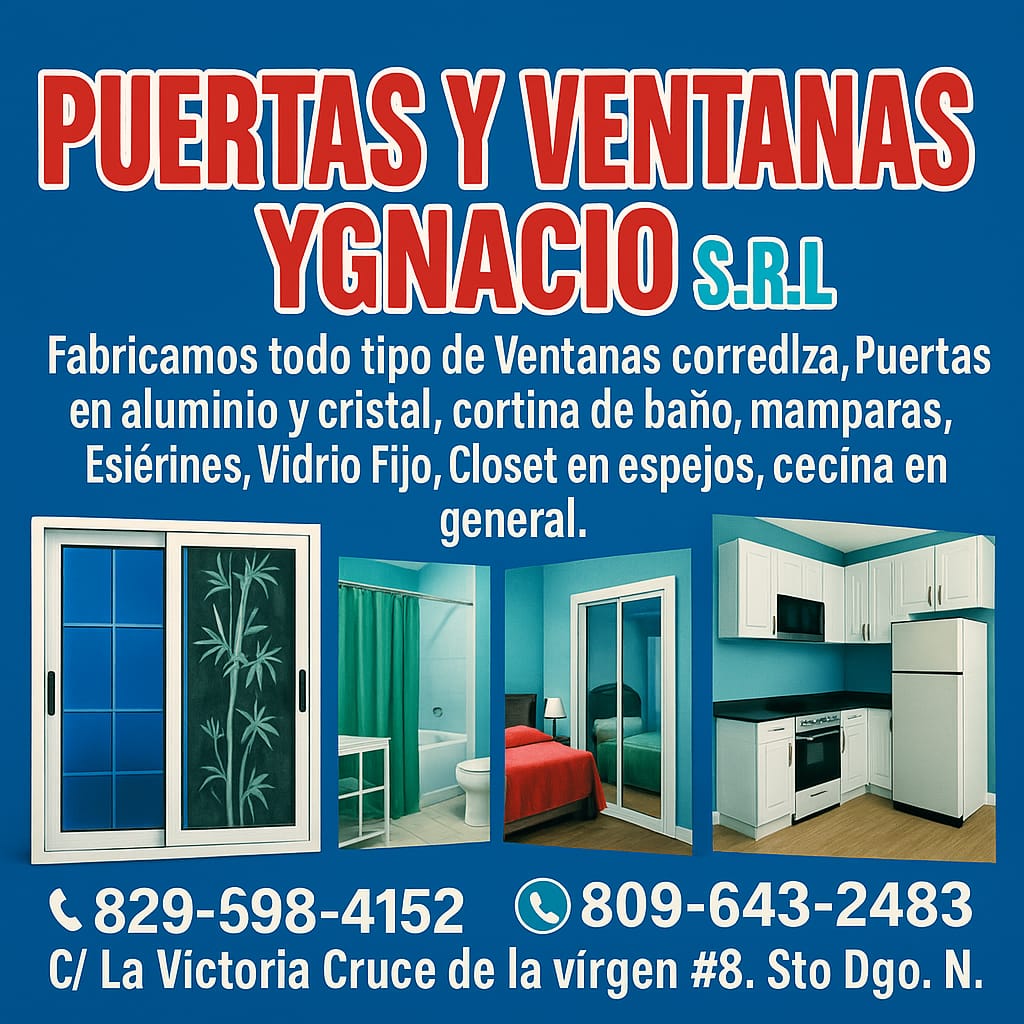 PUERTAS Y VENTANAS
YGNACIO S.R.L
Fabricamos todo tipo de Ventanas corredlza, Puertas
en aluminio y cristal, cortina de baño, mamparas,
Esiérines, Vidrio Fijo, Closet en espejos, cecína en
general.
829-598-4152 809-643-2483
C/ La Víctoria Cruce de la vírgen #8. Sto Dgo. N.